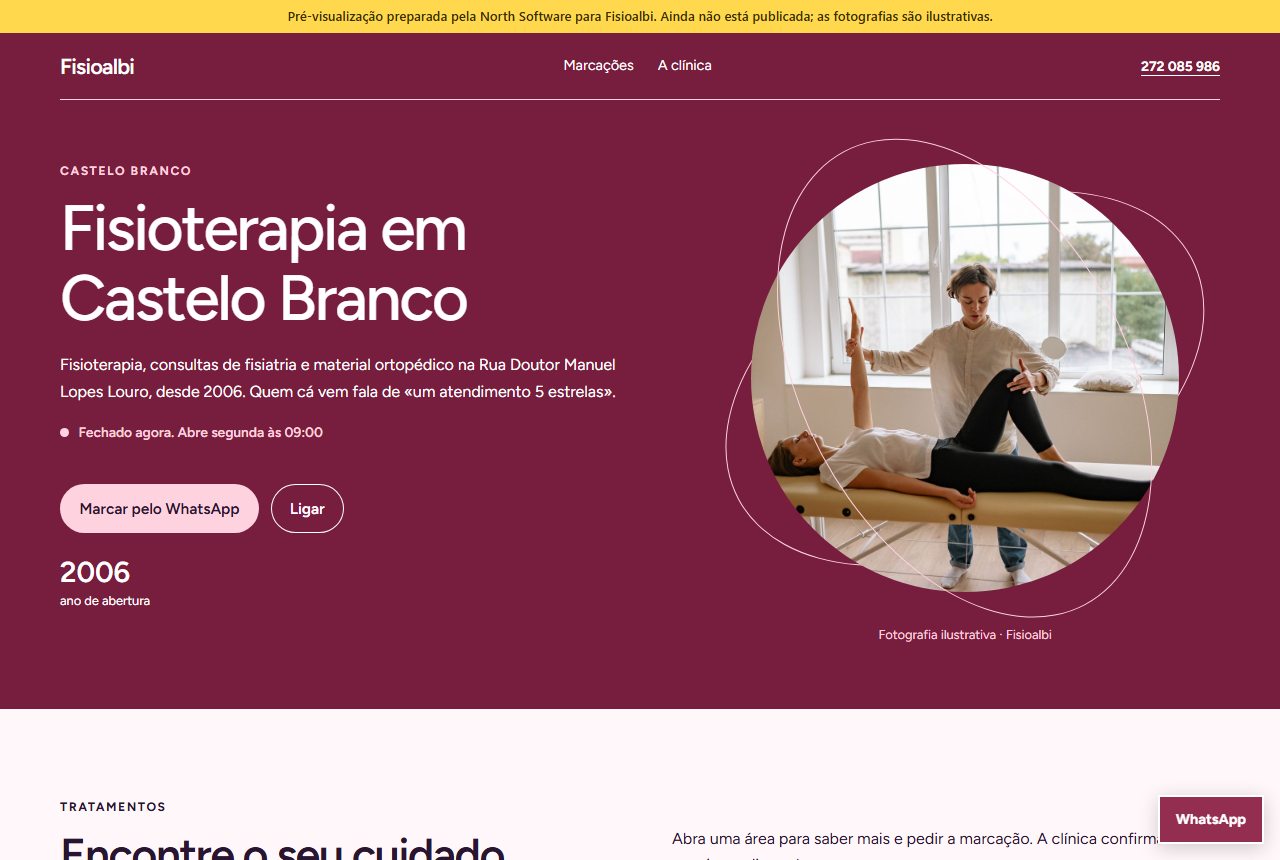 Pré-visualização preparada pela North Software para Fisioalbi. Ainda não está publicada; as fotografias são ilustrativas.
Fisioalbi
Marcações
A clínica
272 085 986
CASTELO BRANCO
Fisioterapia em
Castelo Branco
Fisioterapia, consultas de fisiatria e material ortopédico na Rua Doutor Manuel
Lopes Louro, desde 2006. Quem cá vem fala de «um atendimento 5 estrelas».
Fechado agora. Abre segunda às 09:00
Marcar pelo WhatsApp
Ligar
2006
ano de abertura
Fotografia ilustrativa · Fisioalbi
TRATAMENTOS
Encontre o seu cuidado
Abra uma área para saber mais e pedir a marcação. A clínica
WhatsApp